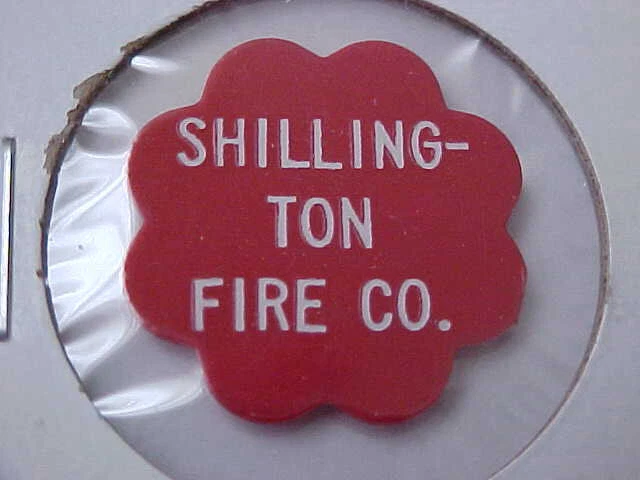 SHILLING-
TON
FIRE CO.